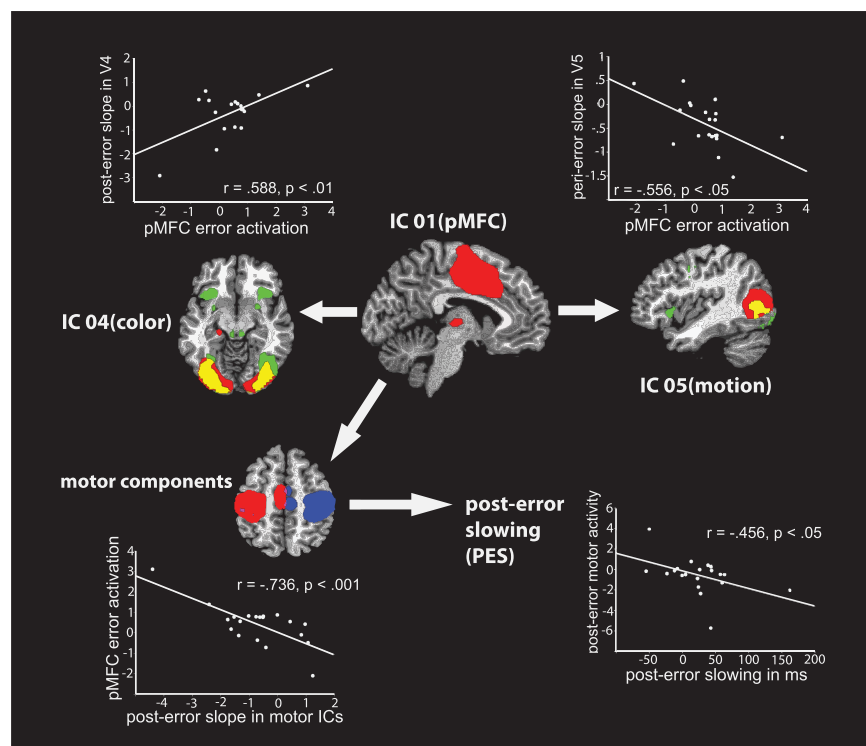 post-error slope in V4
2
1
0
-1
-2
-3
r = .588, p < .01
-2 -1 0 1 2 3 4
pMFC error activation
peri-error slope in V5
1
.5
.0
-.5
-1
-1.5
r = -.556, p < .05
-2 -1 0 1 2 3 4
pMFC error activation
IC 01(pMFC)
IC 04(color)
IC 05(motion)
motor components
post-error
slowing
(PES)
pMFC error activation
4
3
2
1
0
-1
-2
r = -.736, p < .001
-4 -3 -2 -1 0 1 2
post-error slope in motor ICs
post-error motor activity
6
4
2
0
-2
-4
-6
r = -.456, p < .05
-50 0 50 100 150 200
post-error slowing in ms